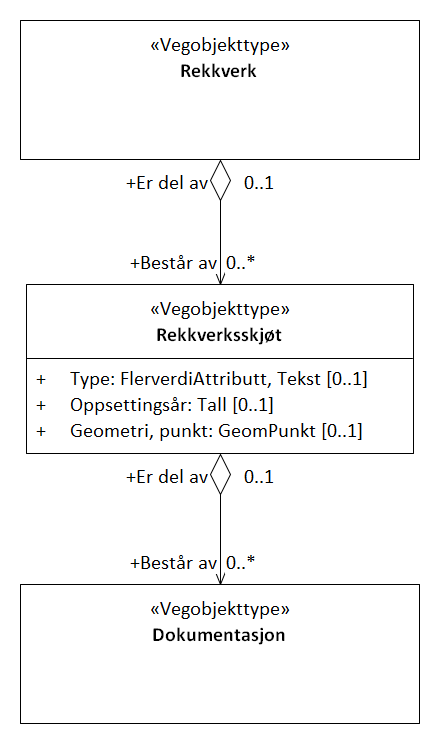 «Vegobjekttype»
Rekkverk
+Er del av 0..1
+Består av 0..*
«Vegobjekttype»
Rekkverksskjøt
+ Type: FlerverdiAttributt, Tekst [0..1]
+ Oppsettingsår: Tall [0..1]
+ Geometri, punkt: GeomPunkt [0..1]
+Er del av 0..1
+Består av 0..*
«Vegobjekttype»
Dokumentasjon